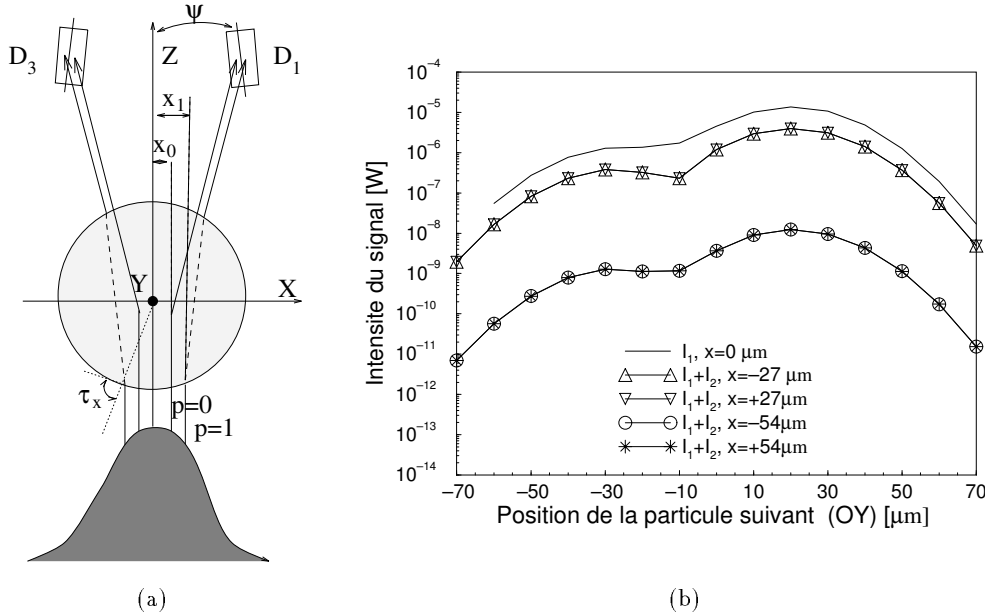 ψ
D₃
Z
D₁
x₁
x₀
Y
X
τₓ
p=0
p=1
(a)
Intensite du signal [W]
10⁻⁴
10⁻⁵
10⁻⁶
10⁻⁷
10⁻⁸
10⁻⁹
10⁻¹⁰
10⁻¹¹
10⁻¹²
10⁻¹³
10⁻¹⁴
I₁, x=0 μm
I₁+I₂, x=−27 μm
I₁+I₂, x=+27μm
I₁+I₂, x=−54μm
I₁+I₂, x=+54μm
−70 −50 −30 −10 10 30 50 70
Position de la particule suivant (OY) [μm]
(b)